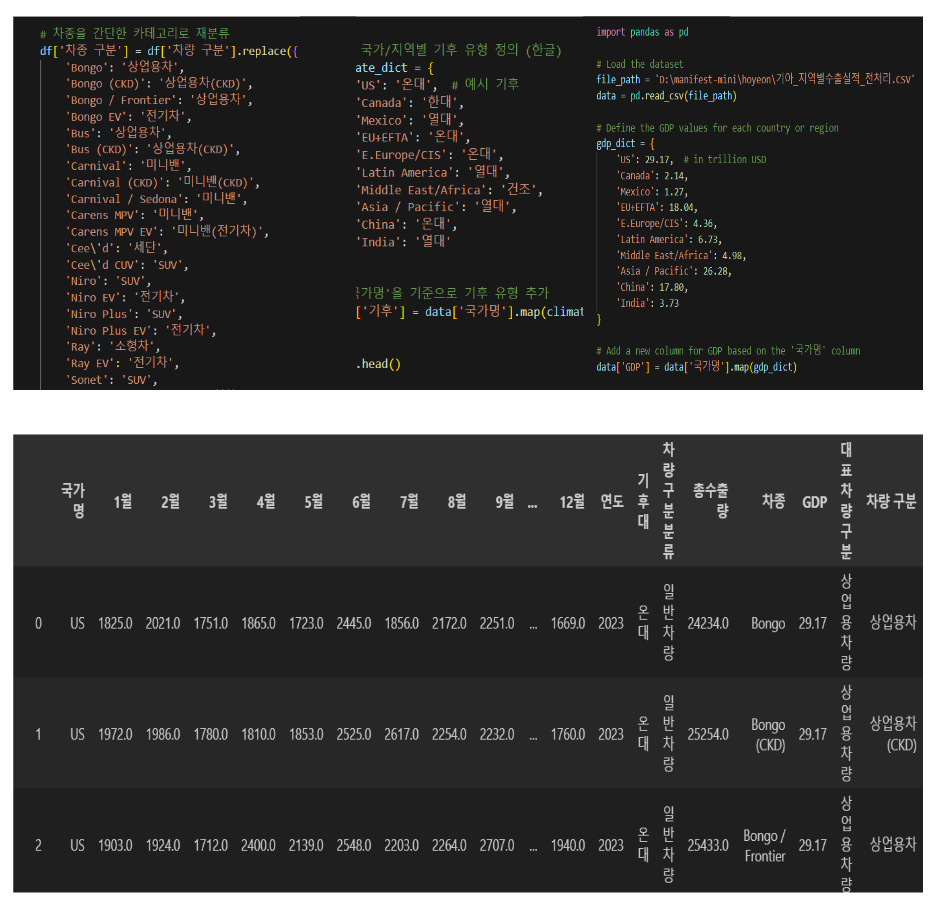 # 차종을 간단한 카테고리로 재분류
df['차종 구분'] = df['차량 구분'].replace({
'Bongo': '상업용차',
'Bongo (CKD)': '상업용차(CKD)',
'Bongo / Frontier': '상업용차',
'Bongo EV': '전기차',
'Bus': '상업용차',
'Bus (CKD)': '상업용차(CKD)',
'Carnival': '미니밴',
'Carnival (CKD)': '미니밴(CKD)',
'Carnival / Sedona': '미니밴',
'Carens MPV': '미니밴',
'Carens MPV EV': '미니밴(전기차)',
'Cee\'d': '세단',
'Cee\'d CUV': 'SUV',
'Niro': 'SUV',
'Niro EV': '전기차',
'Niro Plus': 'SUV',
'Niro Plus EV': '전기차',
'Ray': '소형차',
'Ray EV': '전기차',
'Sonet': 'SUV',
국가/지역별 기후 유형 정의 (한글)
ate_dict = {
'US': '온대', # 예시 기후
'Canada': '한대',
'Mexico': '열대',
'EU+EFTA': '온대',
'E.Europe/CIS': '온대',
'Latin America': '열대',
'Middle East/Africa': '건조',
'Asia / Pacific': '열대',
'China': '온대',
'India': '열대'
국가명'을 기준으로 기후 유형 추가
['기후'] = data['국가명'].map(climat
.head()
import pandas as pd
# Load the dataset
file_path = 'D:\manifest-mini\hoyeon\기아_지역별수출실적_전처리.CSV'
data = pd.read_csv(file_path)
# Define the GDP values for each country or region
gdp_dict = {
'US': 29.17, # in trillion USD
'Canada': 2.14,
'Mexico': 1.27,
'EU+EFTA': 18.04,
'E.Europe/CIS': 4.36,
'Latin America': 6.73,
'Middle East/Africa': 4.98,
'Asia / Pacific': 26.28,
'China': 17.80,
'India': 3.73
}
# Add a new column for GDP based on the '국가명' column
data['GDP'] = data['국가명'].map(gdp_dict)
국가명 1월 2월 3월 4월 5월 6월 7월 8월 9월 ... 12월 연도 기후대 차량구분분류 총수출량 차종 GDP 대표차량구분 차량 구분
0 US 1825.0 2021.0 1751.0 1865.0 1723.0 2445.0 1856.0 2172.0 2251.0 ... 1669.0 2023 온대 일반차량 24234.0 Bongo 29.17 상업용차량 상업용차
1 US 1972.0 1986.0 1780.0 1810.0 1853.0 2525.0 2617.0 2254.0 2232.0 ... 1760.0 2023 온대 일반차량 25254.0 Bongo (CKD) 29.17 상업용차량 상업용차 (CKD)
2 US 1903.0 1924.0 1712.0 2400.0 2139.0 2548.0 2203.0 2264.0 2707.0 ... 1940.0 2023 온대 일반차량 25433.0 Bongo / Frontier 29.17 상업용차량 상업용차